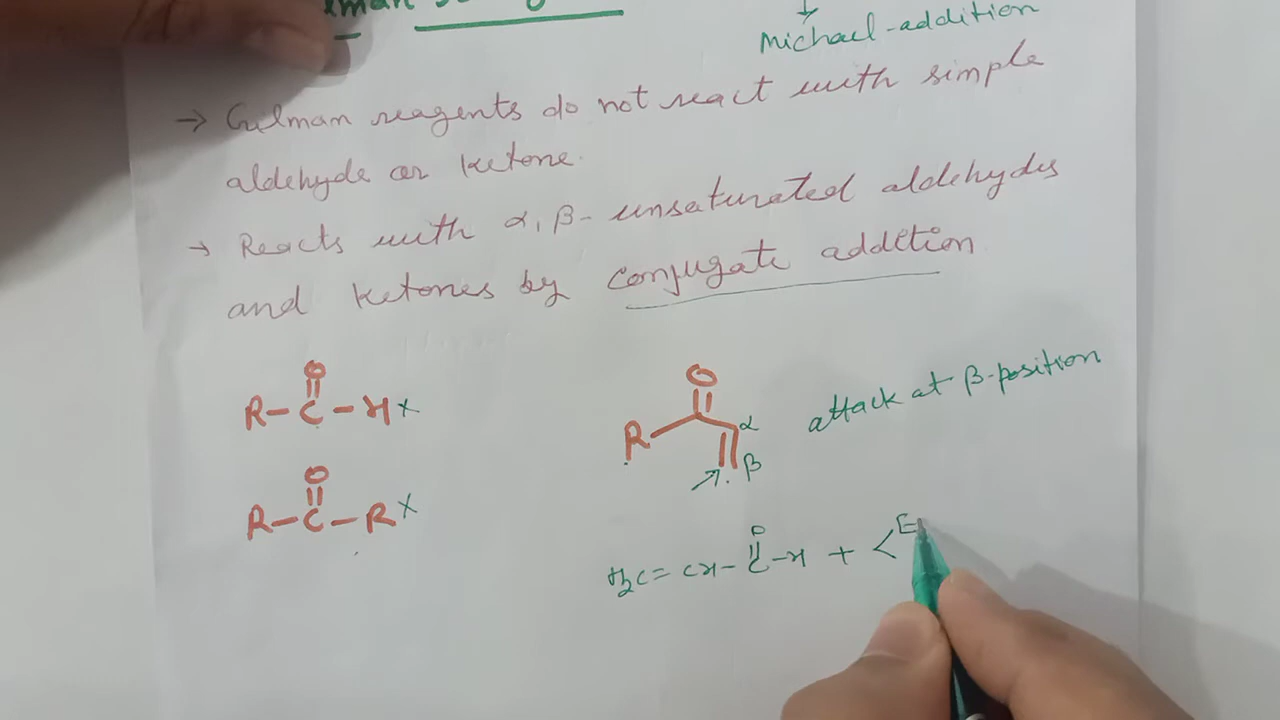 Michael-addition
→ Gilman reagents do not react with simple
aldehyde or ketone.
→ Reacts with α, β- unsaturated aldehydes
and ketones by conjugate addition
O
R-C-H x
O
R-C-R x
O
R
α
β
attack at β-position
O
H2C=CH-C-H + <E